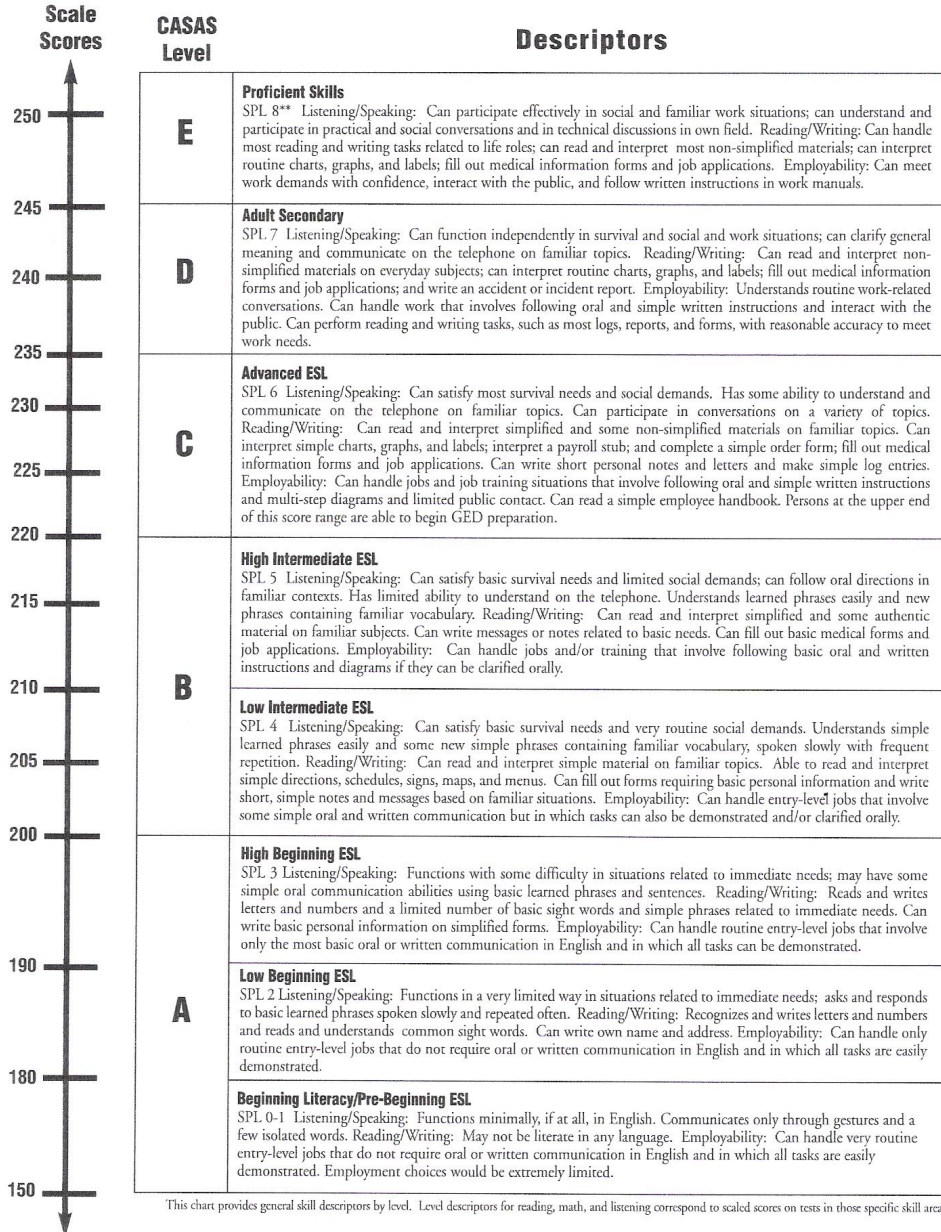 Scale
Scores
CASAS
Level
Descriptors
250
245
240
235
230
225
220
215
210
205
200
190
180
150
E
Proficient Skills
SPL 8** Listening/Speaking: Can participate effectively in social and familiar work situations; can understand and
participate in practical and social conversations and in technical discussions in own field. Reading/Writing: Can handle
most reading and writing tasks related to life roles; can read and interpret most non-simplified materials; can interpret
routine charts, graphs, and labels; fill out medical information forms and job applications. Employability: Can meet
work demands with confidence, interact with the public, and follow written instructions in work manuals.
D
Adult Secondary
SPL 7 Listening/Speaking: Can function independently in survival and social and work situations; can clarify general
meaning and communicate on the telephone on familiar topics. Reading/Writing: Can read and interpret non-
simplified materials on everyday subjects; can interpret routine charts, graphs, and labels; fill out medical information
forms and job applications; and write an accident or incident report. Employability: Understands routine work-related
conversations. Can handle work that involves following oral and simple written instructions and interact with the
public. Can perform reading and writing tasks, such as most logs, reports, and forms, with reasonable accuracy to meet
work needs.
C
Advanced ESL
SPL 6 Listening/Speaking: Can satisfy most survival needs and social demands. Has some ability to understand and
communicate on the telephone on familiar topics. Can participate in conversations on a variety of topics.
Reading/Writing: Can read and interpret simplified and some non-simplified materials on familiar topics. Can
interpret simple charts, graphs, and labels; interpret a payroll stub; and complete a simple order form; fill out medical
information forms and job applications. Can write short personal notes and letters and make simple log entries.
Employability: Can handle jobs and job training situations that involve following oral and simple written instructions
and multi-step diagrams and limited public contact. Can read a simple employee handbook. Persons at the upper end
of this score range are able to begin GED preparation.
B
High Intermediate ESL
SPL 5 Listening/Speaking: Can satisfy basic survival needs and limited social demands; can follow oral directions in
familiar contexts. Has limited ability to understand on the telephone. Understands learned phrases easily and new
phrases containing familiar vocabulary. Reading/Writing: Can read and interpret simplified and some authentic
material on familiar subjects. Can write messages or notes related to basic needs. Can fill out basic medical forms and
job applications. Employability: Can handle jobs and/or training that involve following basic oral and written
instructions and diagrams if they can be clarified orally.
Low Intermediate ESL
SPL 4 Listening/Speaking: Can satisfy basic survival needs and very routine social demands. Understands simple
learned phrases easily and some new simple phrases containing familiar vocabulary, spoken slowly with frequent
repetition. Reading/Writing: Can read and interpret simple material on familiar topics. Able to read and interpret
simple directions, schedules, signs, maps, and menus. Can fill out forms requiring basic personal information and write
short, simple notes and messages based on familiar situations. Employability: Can handle entry-level jobs that involve
some simple oral and written communication but in which tasks can also be demonstrated and/or clarified orally.
A
High Beginning ESL
SPL 3 Listening/Speaking: Functions with some difficulty in situations related to immediate needs; may have some
simple oral communication abilities using basic learned phrases and sentences. Reading/Writing: Reads and writes
letters and numbers and a limited number of basic sight words and simple phrases related to immediate needs. Can
write basic personal information on simplified forms. Employability: Can handle routine entry-level jobs that involve
only the most basic oral or written communication in English and in which all tasks can be demonstrated.
Low Beginning ESL
SPL 2 Listening/Speaking: Functions in a very limited way in situations related to immediate needs; asks and responds
to basic learned phrases spoken slowly and repeated often. Reading/Writing: Recognizes and writes letters and numbers
and reads and understands common sight words. Can write own name and address. Employability: Can handle only
routine entry-level jobs that do not require oral or written communication in English and in which all tasks are easily
demonstrated.
Beginning Literacy/Pre-Beginning ESL
SPL 0-1 Listening/Speaking: Functions minimally, if at all, in English. Communicates only through gestures and a
few isolated words. Reading/Writing: May not be literate in any language. Employability: Can handle very routine
entry-level jobs that do not require oral or written communication in English and in which all tasks are easily
demonstrated. Employment choices would be extremely limited.
This chart provides general skill descriptors by level. Level descriptors for reading, math, and listening correspond to scaled scores on tests in those specific skill area